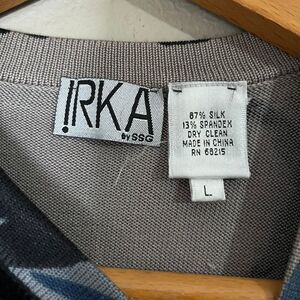 IRKA
by SSG
87% SILK
13% SPANDEX
DRY CLEAN
MADE IN CHINA
RN 68215
L